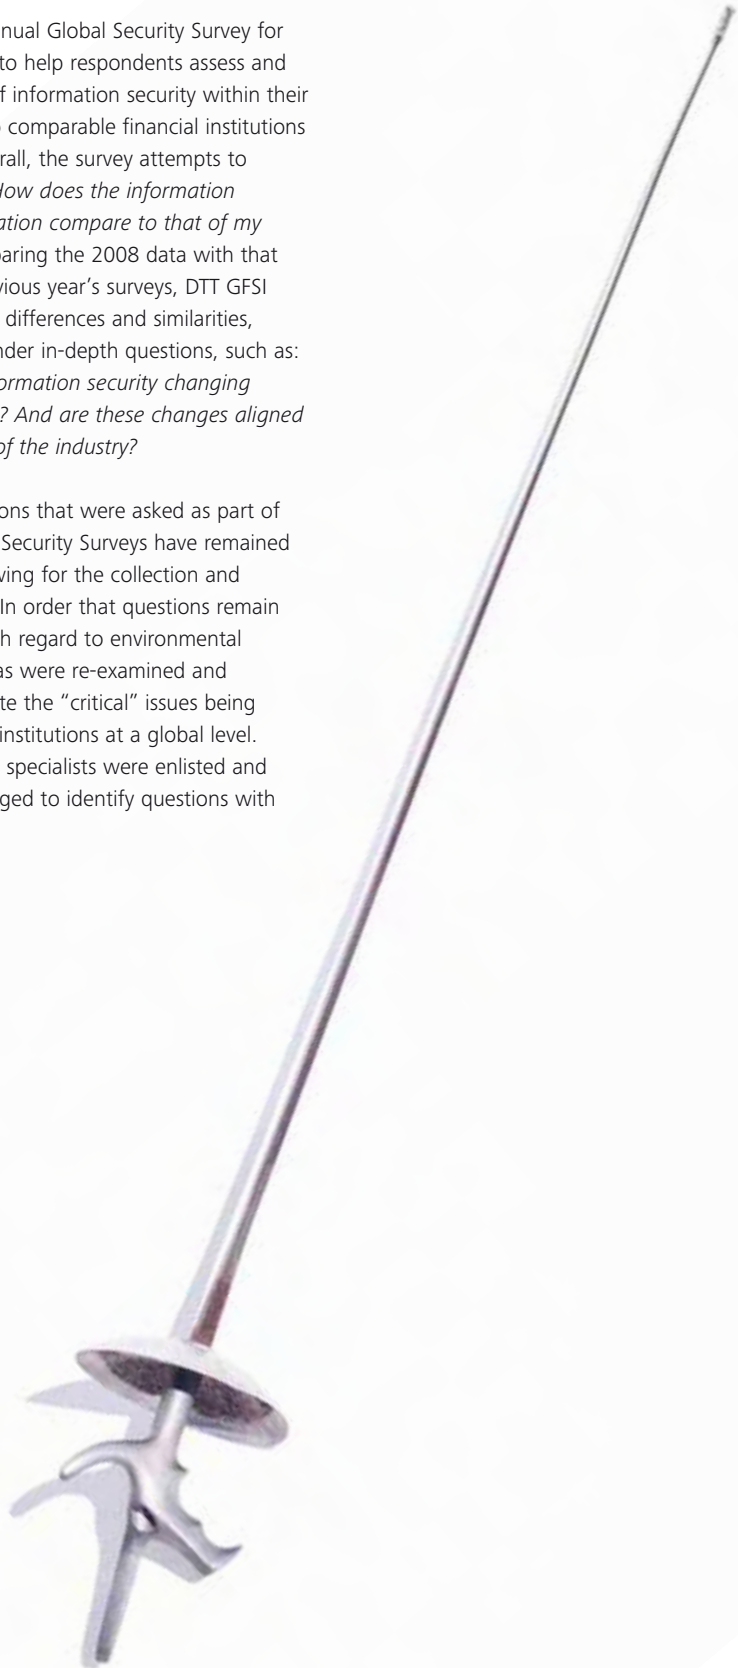 nual Global Security Survey for
to help respondents assess and
f information security within their
comparable financial institutions
rall, the survey attempts to
How does the information
ation compare to that of my
paring the 2008 data with that
vious year's surveys, DTT GFSI
differences and similarities,
nder in-depth questions, such as:
formation security changing
? And are these changes aligned
of the industry?
ons that were asked as part of
Security Surveys have remained
wing for the collection and
In order that questions remain
h regard to environmental
as were re-examined and
te the “critical” issues being
institutions at a global level.
specialists were enlisted and
ged to identify questions with